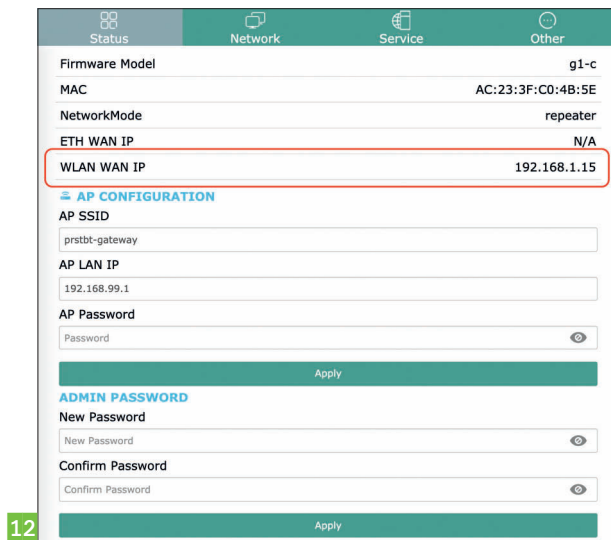 Status Network Service Other
Firmware Model g1-c
MAC AC:23:3F:C0:4B:5E
NetworkMode repeater
ETH WAN IP N/A
WLAN WAN IP 192.168.1.15
AP CONFIGURATION
AP SSID
prstbt-gateway
AP LAN IP
192.168.99.1
AP Password
Password
Apply
ADMIN PASSWORD
New Password
New Password
Confirm Password
Confirm Password
12 Apply